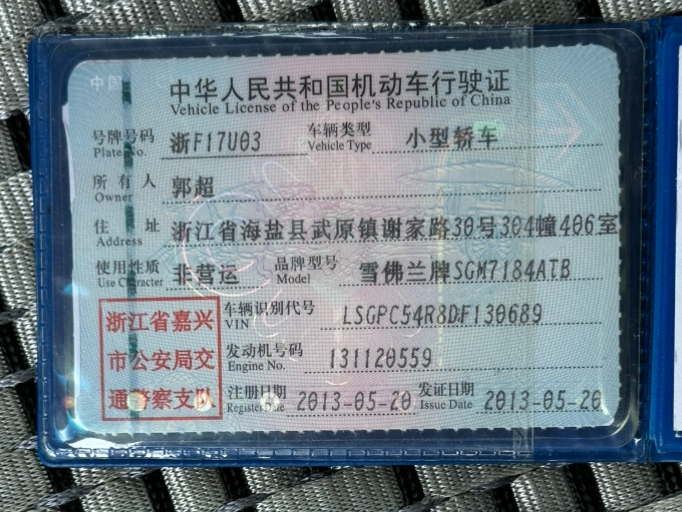 中华人民共和国机动车行驶证
Vehicle License of the People's Republic of China
号牌号码 浙F17U03 车辆类型 小型轿车
Plate No. Vehicle Type
所有人 郭超
Owner
住址 浙江省海盐县武原镇谢家路30号304幢406室
Address
使用性质 非营运 品牌型号 雪佛兰牌SGM7184ATB
Use Character Model
浙江省嘉兴
市公安局交
通警察支队
车辆识别代号 LSGPC54R8DF130689
VIN
发动机号码 131120559
Engine No.
注册日期 2013-05-20 发证日期 2013-05-20
Register Date Issue Date